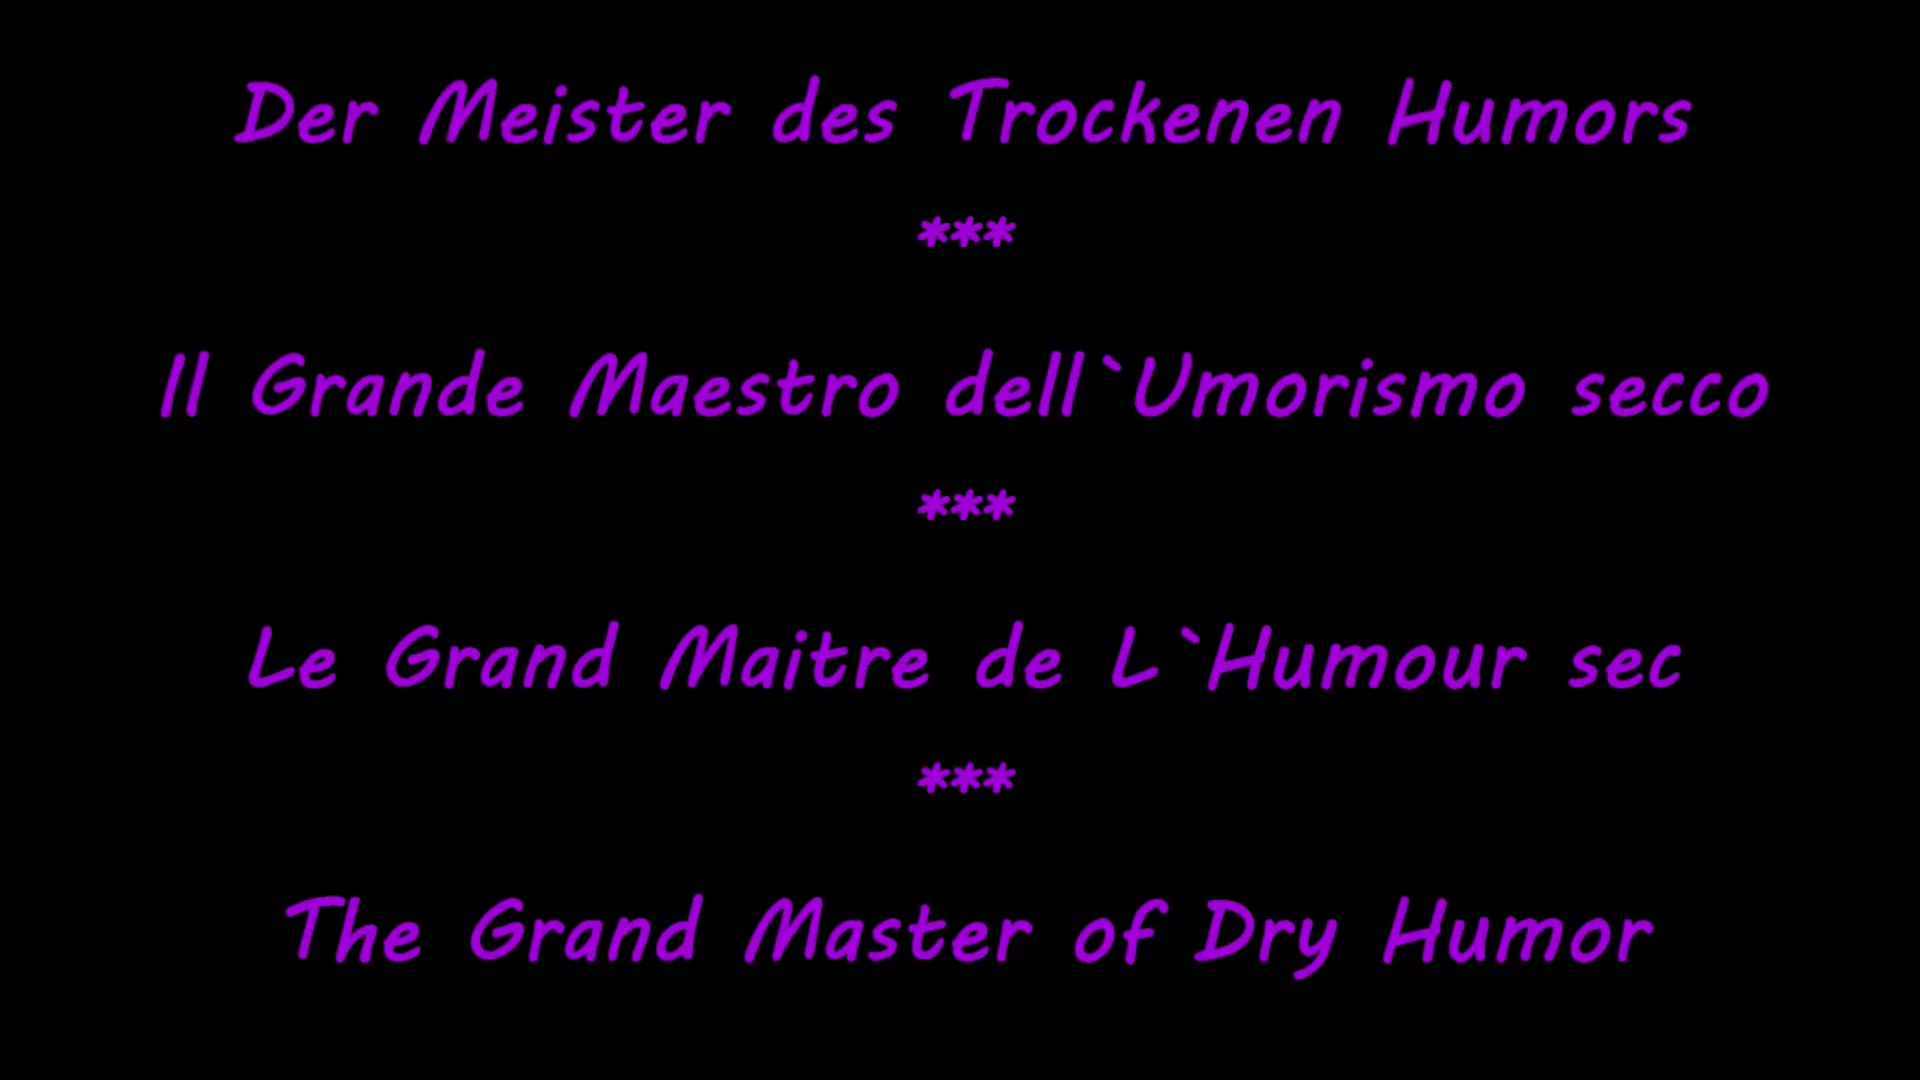 Der Meister des Trockenen Humors
***
Il Grande Maestro dell`Umorismo secco
***
Le Grand Maitre de L`Humour sec
***
The Grand Master of Dry Humor